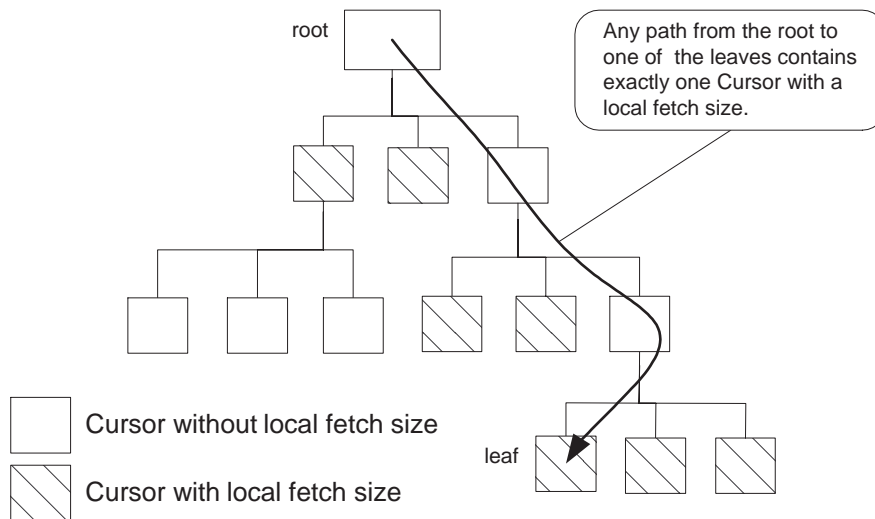 root
Any path from the root to
one of the leaves contains
exactly one Cursor with a
local fetch size.
Cursor without local fetch size
leaf
Cursor with local fetch size